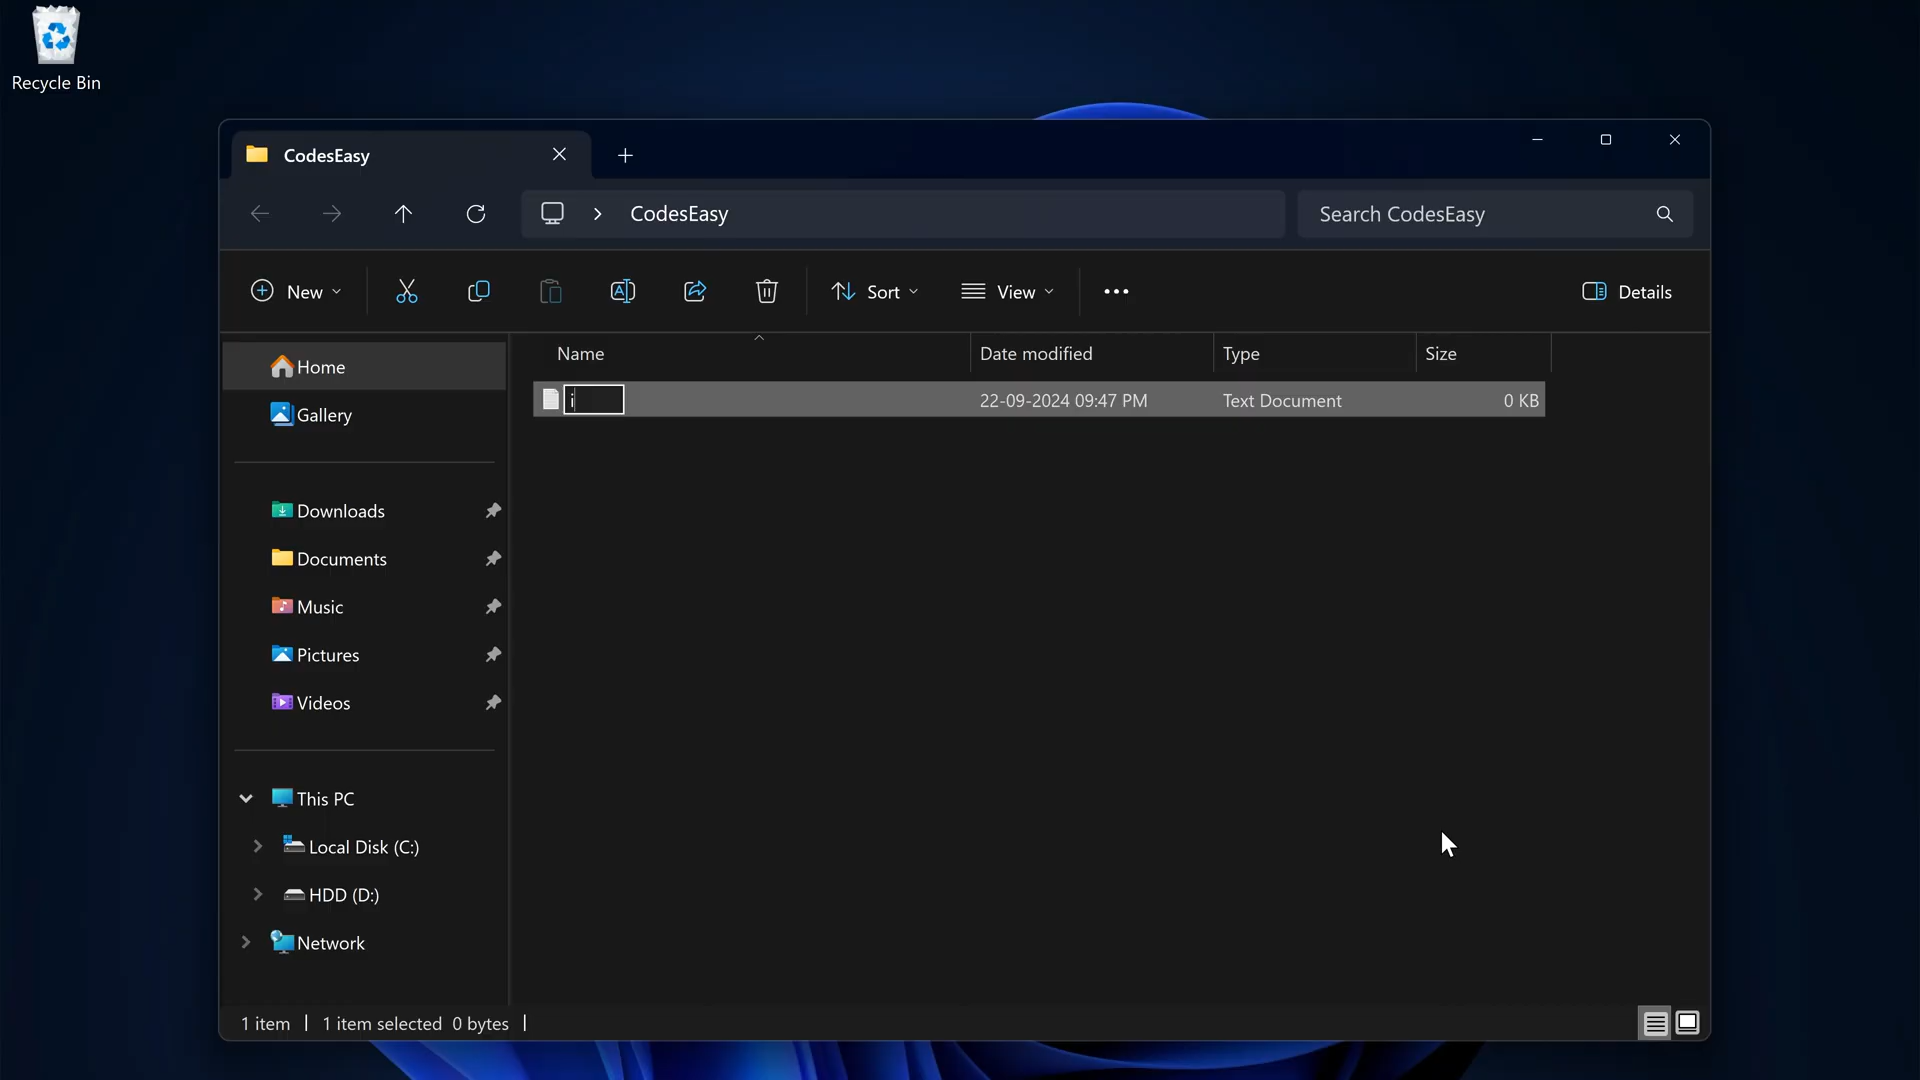 Recycle Bin
CodesEasy
CodesEasy
Search CodesEasy
New
Sort
View
Details
Name
Date modified
Type
Size
i
22-09-2024 09:47 PM
Text Document
0 KB
Home
Gallery
Downloads
Documents
Music
Pictures
Videos
This PC
Local Disk (C:)
HDD (D:)
Network
1 item
1 item selected 0 bytes